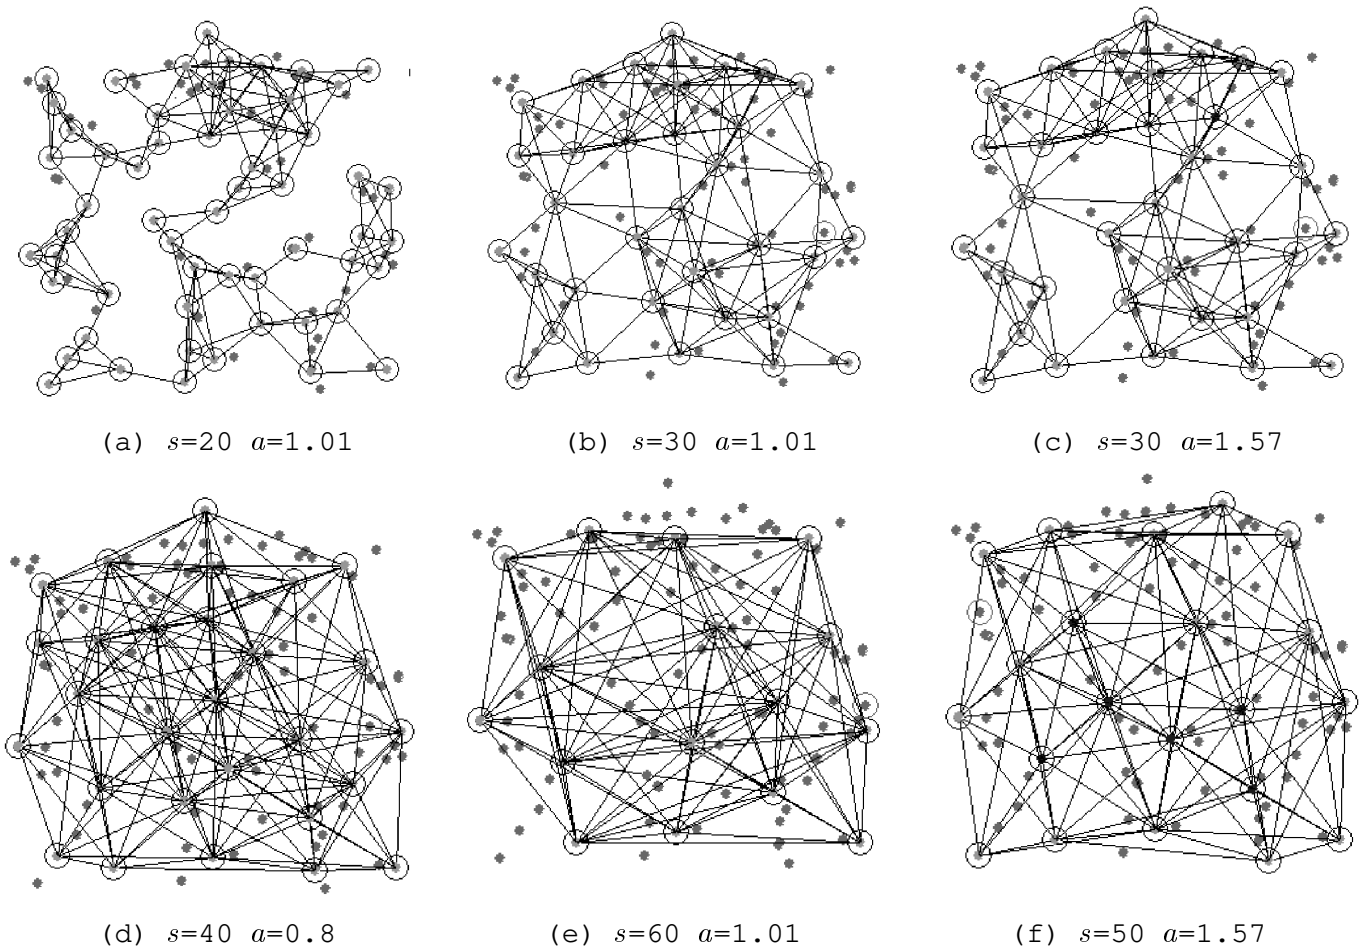 (a) s=20 a=1.01
(b) s=30 a=1.01
(c) s=30 a=1.57
(d) s=40 a=0.8
(e) s=60 a=1.01
(f) s=50 a=1.57